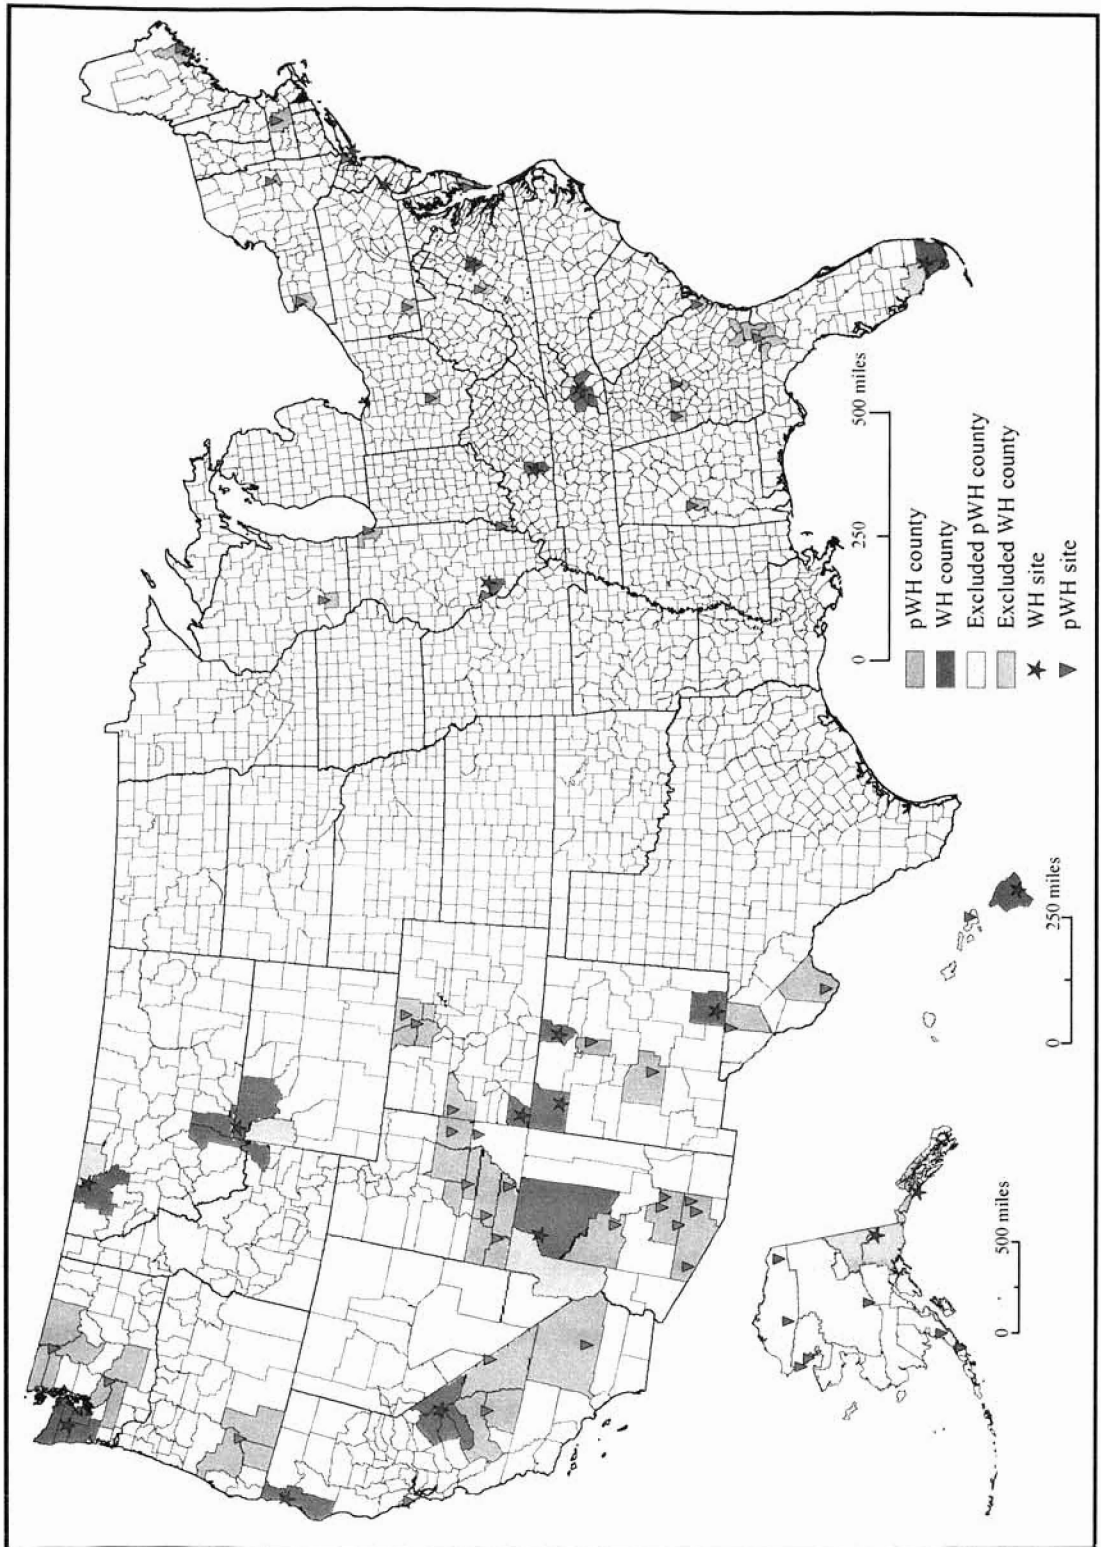 0 250 500 miles
pWH county
WH county
Excluded pWH county
Excluded WH county
WH site
pWH site
0 250 miles
0 500 miles